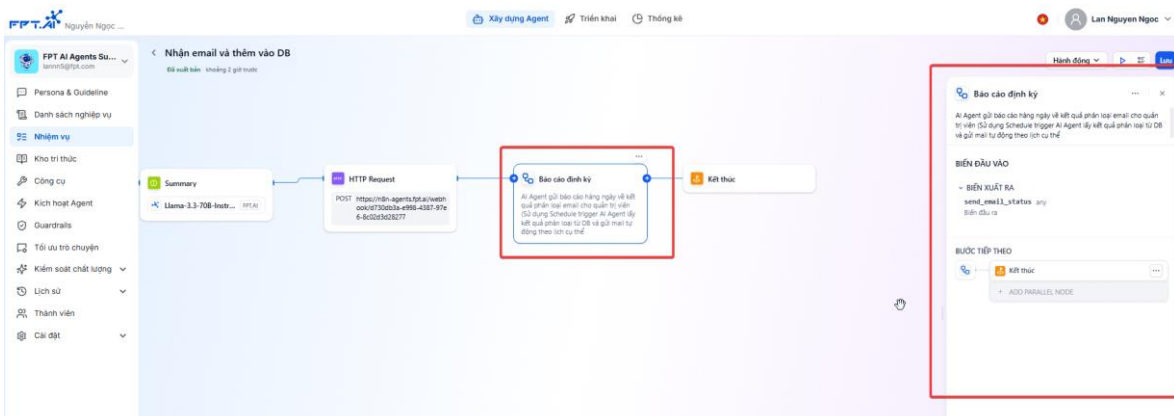 FPT.AI Nguyễn Ngọc ...
Xây dựng Agent
Triển khai
Thống kê
Lan Nguyen Ngoc
FPT AI Agents Su...
lannn5@fpt.com
Persona & Guideline
Danh sách nghiệp vụ
Nhiệm vụ
Kho tri thức
Công cụ
Kích hoạt Agent
Guardrails
Tối ưu trò chuyện
Kiểm soát chất lượng
Lịch sử
Thành viên
Cài đặt
Nhận email và thêm vào DB
Đã xuất bản khoảng 2 giờ trước
Hành động
Lưu
Summary
Llama-3.3-70B-Instr... FPT.AI
HTTP Request
POST https://n8n-agents.fpt.ai/webh
ook/d730db3a-e998-4387-97e
6-8c02d3d28277
Báo cáo định kỳ
AI Agent gửi báo cáo hàng ngày về kết
quả phân loại email cho quản trị viên
(Sử dụng Schedule trigger AI Agent lấy
kết quả phân loại từ DB và gửi mail tự
động theo lịch cụ thể
Kết thúc
Báo cáo định kỳ
AI Agent gửi báo cáo hàng ngày về kết quả phân loại email cho quản
trị viên (Sử dụng Schedule trigger AI Agent lấy kết quả phân loại từ DB
và gửi mail tự động theo lịch cụ thể
BIẾN ĐẦU VÀO
BIẾN XUẤT RA
send_email_status any
Biến đầu ra
BƯỚC TIẾP THEO
Kết thúc
+ ADD PARALLEL NODE